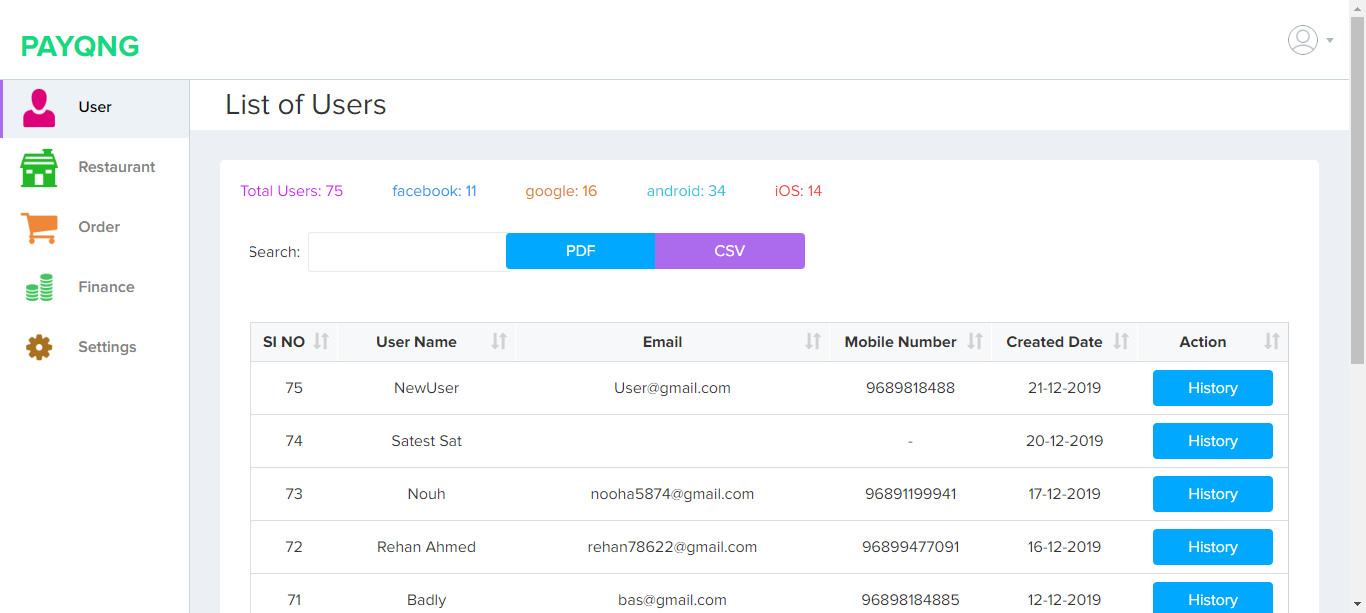 PAYQNG
User
Restaurant
Order
Finance
Settings
List of Users
Total Users: 75 facebook: 11 google: 16 android: 34 iOS: 14
Search: PDF CSV
SI NO User Name Email Mobile Number Created Date Action
75 NewUser User@gmail.com 9689818488 21-12-2019 History
74 Satest Sat - 20-12-2019 History
73 Nouh nooha5874@gmail.com 96891199941 17-12-2019 History
72 Rehan Ahmed rehan78622@gmail.com 96899477091 16-12-2019 History
71 Badly bas@gmail.com 96898184885 12-12-2019 History